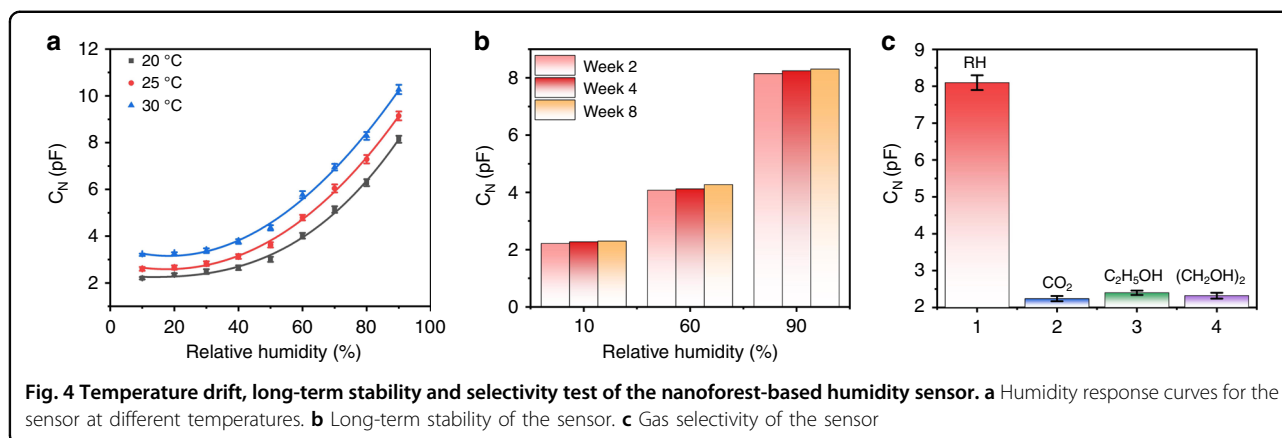 a
12
10
8
6
4
2
C_N (pF)
20 °C
25 °C
30 °C
0 20 40 60 80 100
Relative humidity (%)
b
8
6
4
2
0
C_N (pF)
Week 2
Week 4
Week 8
10 60 90
Relative humidity (%)
c
9
8
7
6
5
4
3
2
C_N (pF)
RH
CO₂
C₂H₅OH
(CH₂OH)₂
1 2 3 4
Fig. 4 Temperature drift, long-term stability and selectivity test of the nanoforest-based humidity sensor. a Humidity response curves for the
sensor at different temperatures. b Long-term stability of the sensor. c Gas selectivity of the sensor